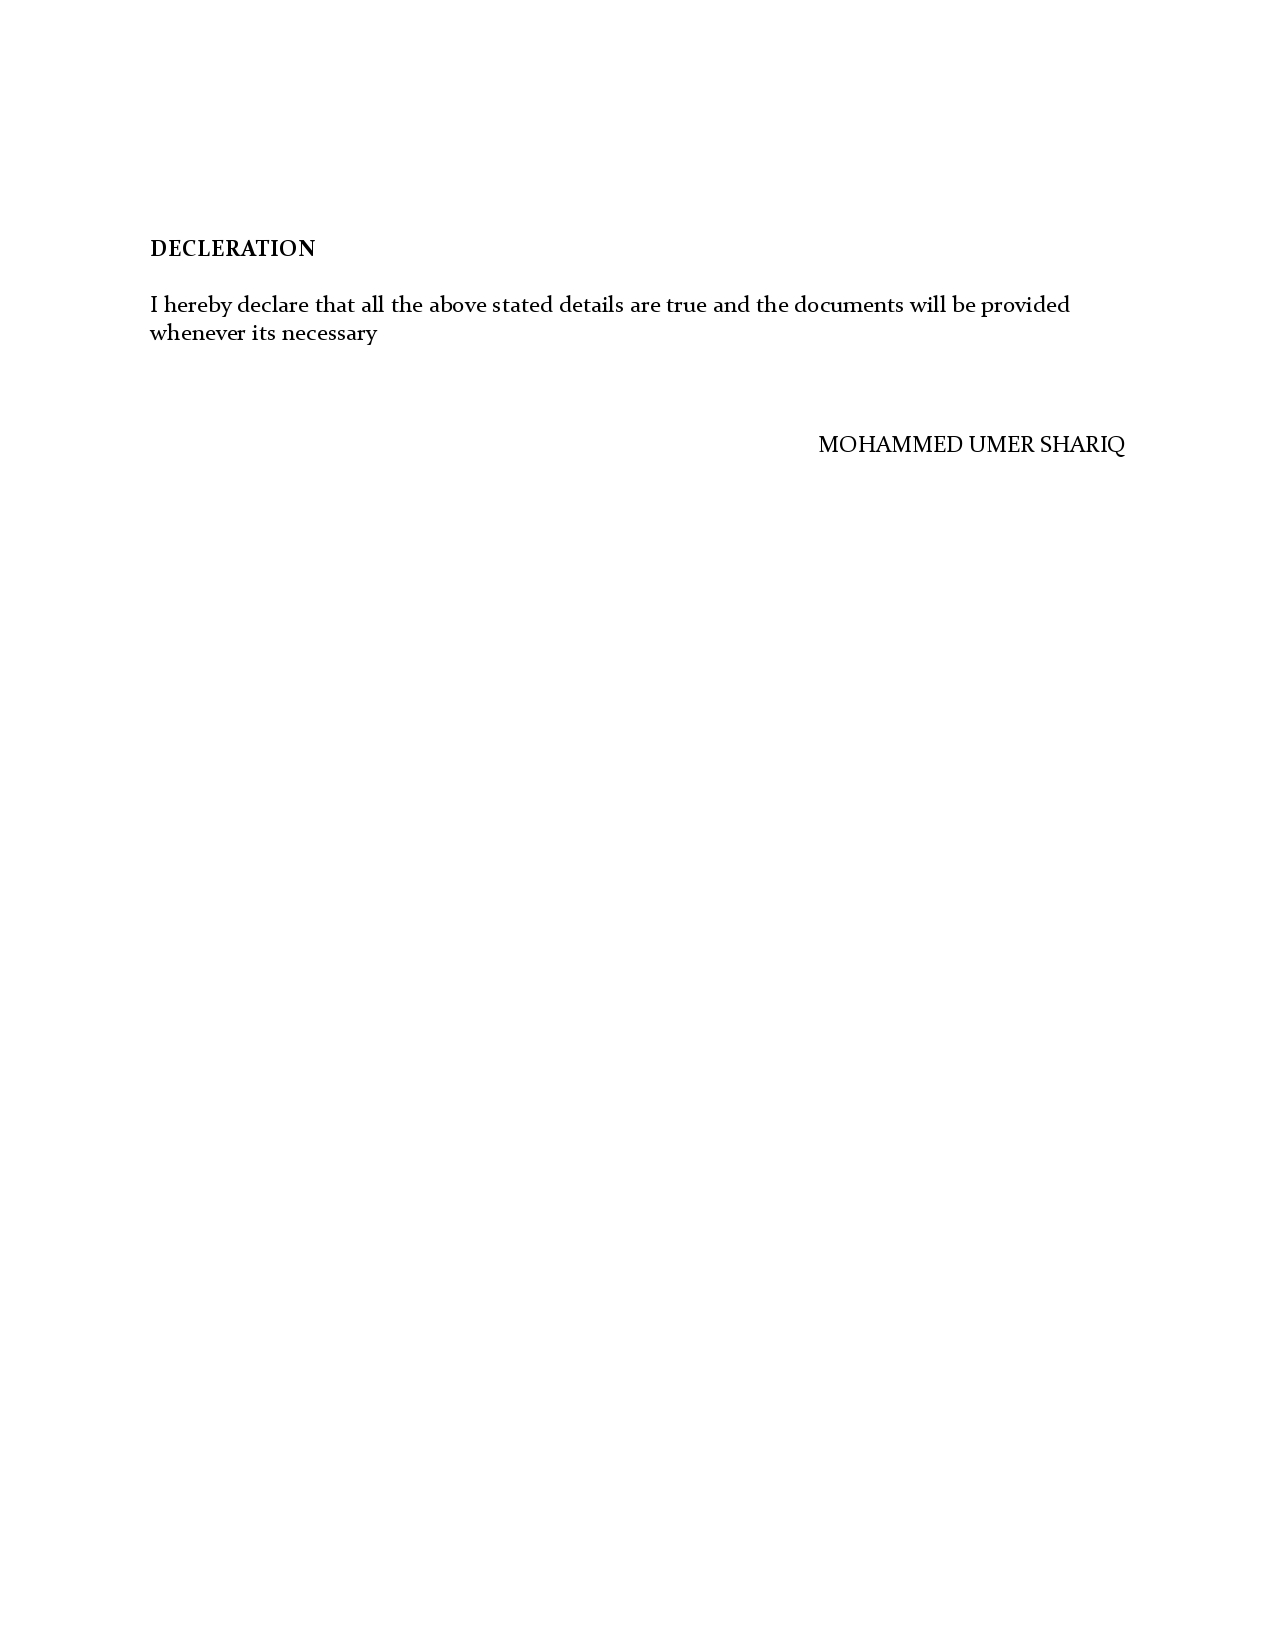 DECLERATION
I hereby declare that all the above stated details are true and the documents will be provided
whenever its necessary
MOHAMMED UMER SHARIQ